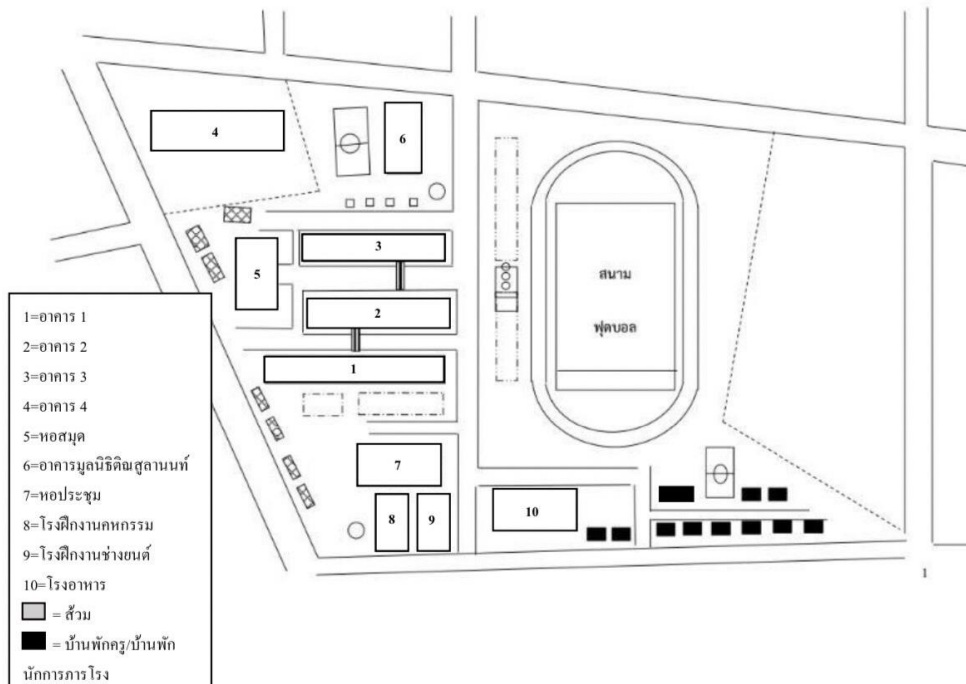 4
6
3
5
2
1
7
8
9
10
สนาม
ฟุตบอล
1
1=อาคาร 1
2=อาคาร 2
3=อาคาร 3
4=อาคาร 4
5=หอสมุด
6=อาคารมูลนิธิติณสูลานนท์
7=หอประชุม
8=โรงฝึกงานคหกรรม
9=โรงฝึกงานช่างยนต์
10=โรงอาหาร
= ส้วม
= บ้านพักครู/บ้านพัก
นักการภารโรง